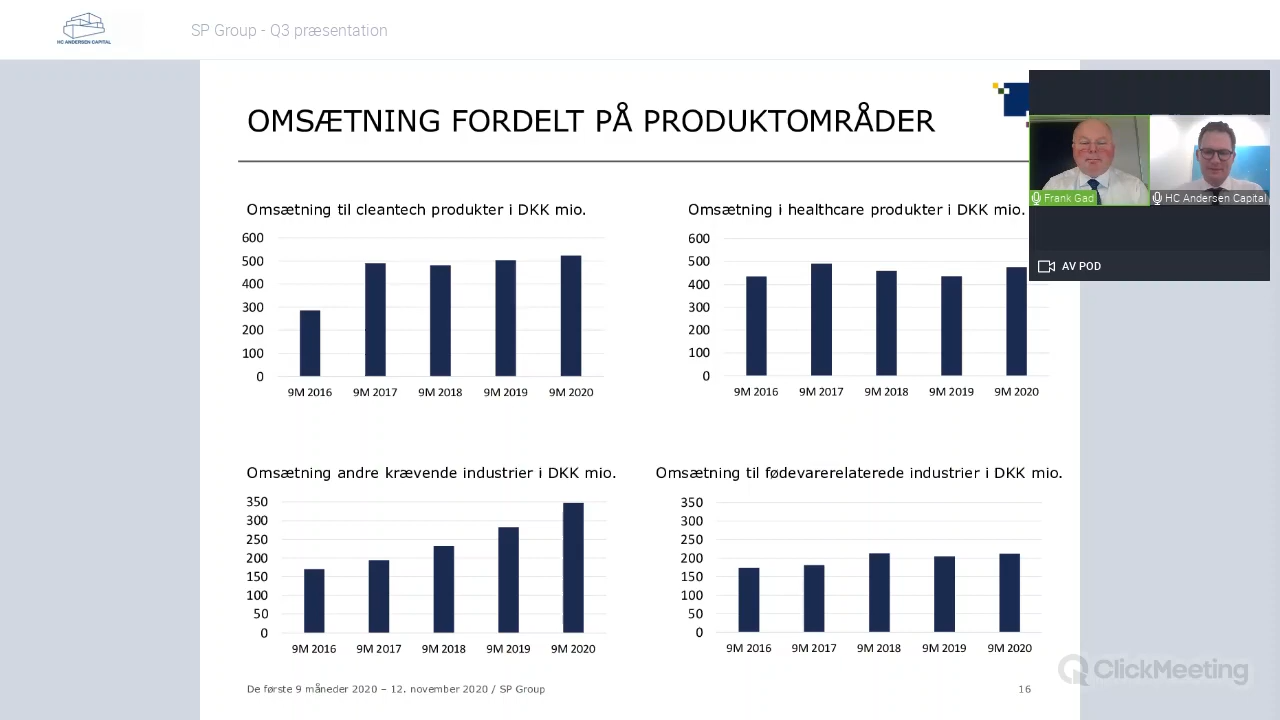 HC ANDERSEN CAPITAL
SP Group - Q3 præsentation
OMSÆTNING FORDELT PÅ PRODUKTOMRÅDER
Frank Gad
HC Andersen Capital
AV POD
Omsætning til cleantech produkter i DKK mio.
600
500
400
300
200
100
0
9M 2016 9M 2017 9M 2018 9M 2019 9M 2020
Omsætning i healthcare produkter i DKK mio.
600
500
400
300
200
100
0
9M 2016 9M 2017 9M 2018 9M 2019 9M 2020
Omsætning andre krævende industrier i DKK mio.
350
300
250
200
150
100
50
0
9M 2016 9M 2017 9M 2018 9M 2019 9M 2020
Omsætning til fødevarerelaterede industrier i DKK mio.
350
300
250
200
150
100
50
0
9M 2016 9M 2017 9M 2018 9M 2019 9M 2020
De første 9 måneder 2020 – 12. november 2020 / SP Group
16
ClickMeeting